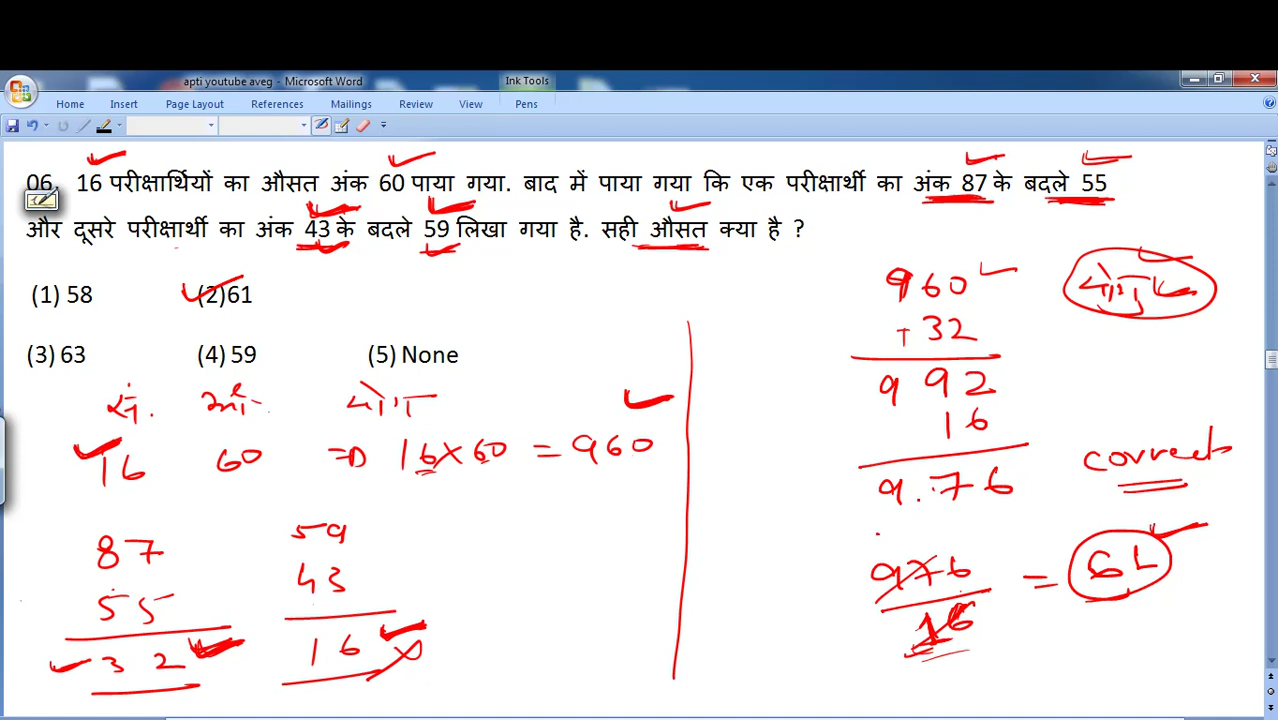 apti youtube aveg - Microsoft Word
Ink Tools
Home Insert Page Layout References Mailings Review View Pens
06. 16 परीक्षार्थियों का औसत अंक 60 पाया गया. बाद में पाया गया कि एक परीक्षार्थी का अंक 87 के बदले 55
और दूसरे परीक्षार्थी का अंक 43 के बदले 59 लिखा गया है. सही औसत क्या है ?
(1) 58 (2)61
(3) 63 (4) 59 (5) None
सं. औ. योग
16 60 => 16 x 60 = 960
87
55
32
59
43
16
960
+32
992
16
976
योग
correct
976
16
= 61